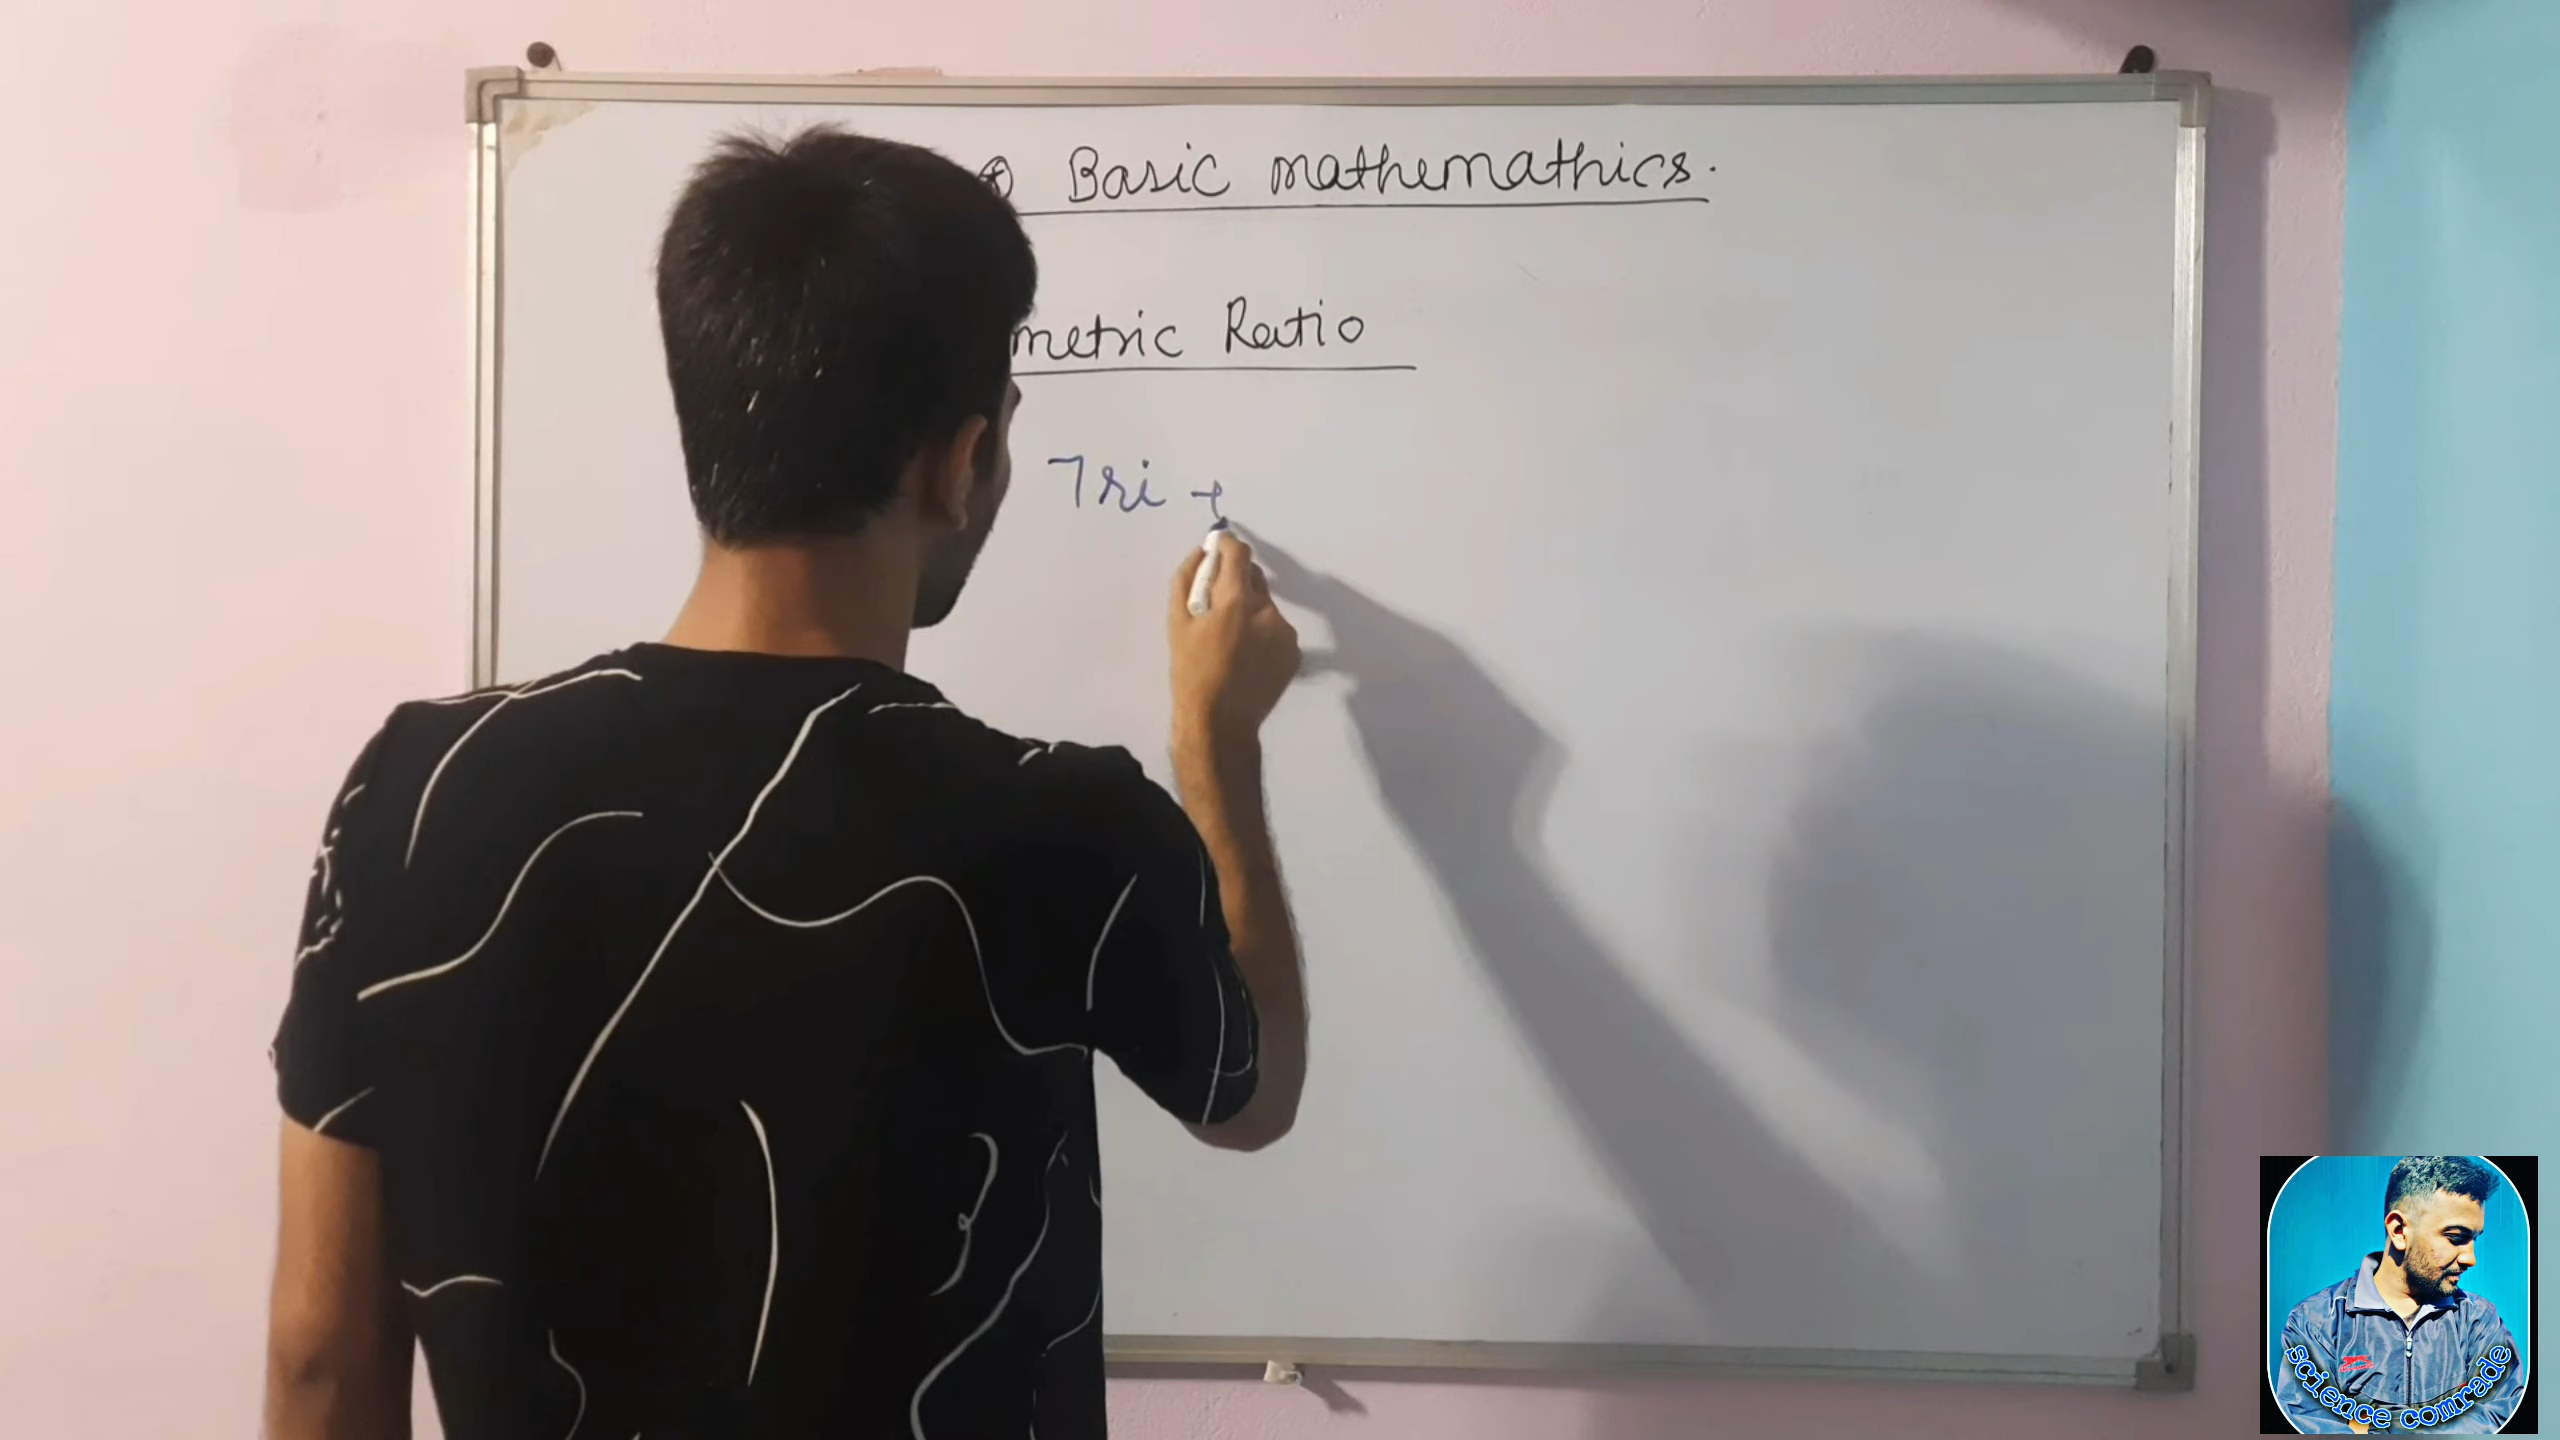 Basic mathemathics.
metric Ratio
Tri +
science comrade